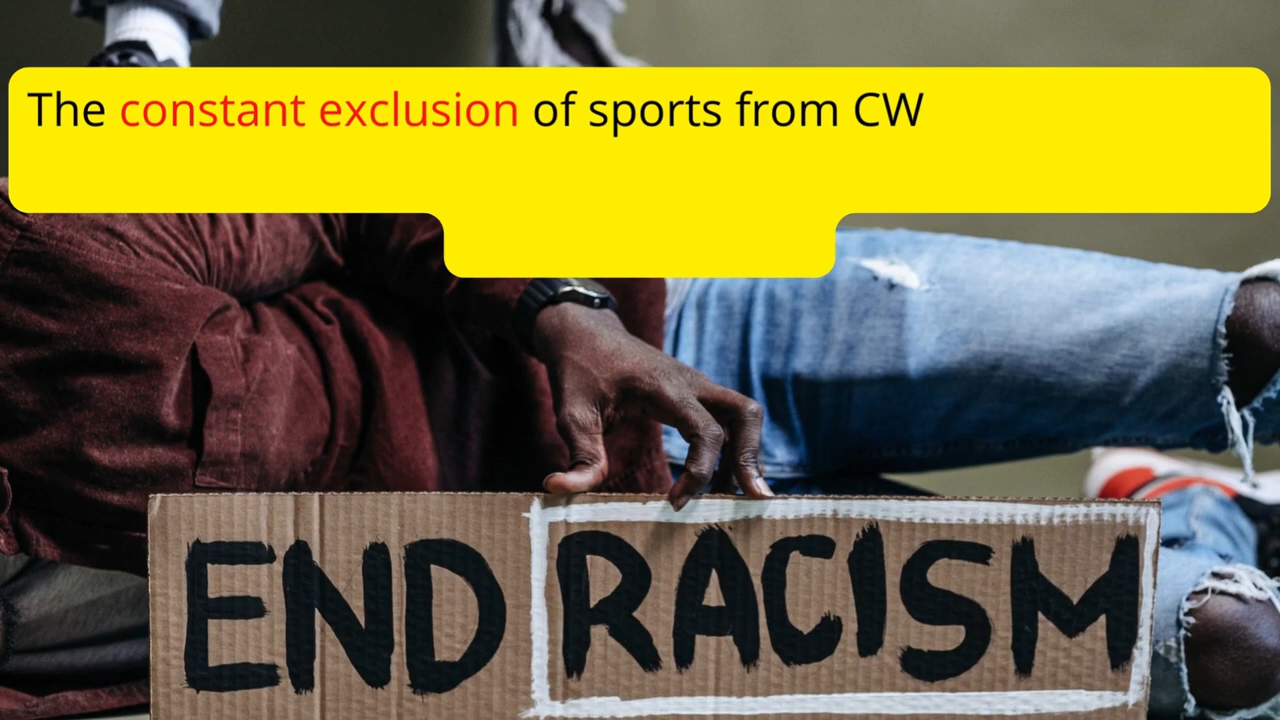 The constant exclusion of sports from CW
END RACISM